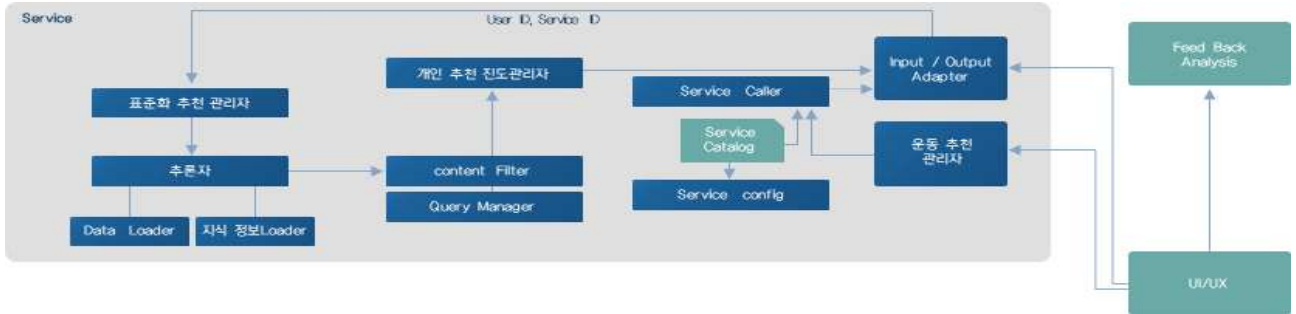 Service
User ID, Service ID
Input / Output
Adapter
Feed Back
Analysis
개인 추천 진도관리자
Service Caller
표준화 추천 관리자
Service
Catalog
운동 추천
관리자
추론자
content Filter
Service config
Query Manager
Data Loader
지식 정보Loader
UI/UX